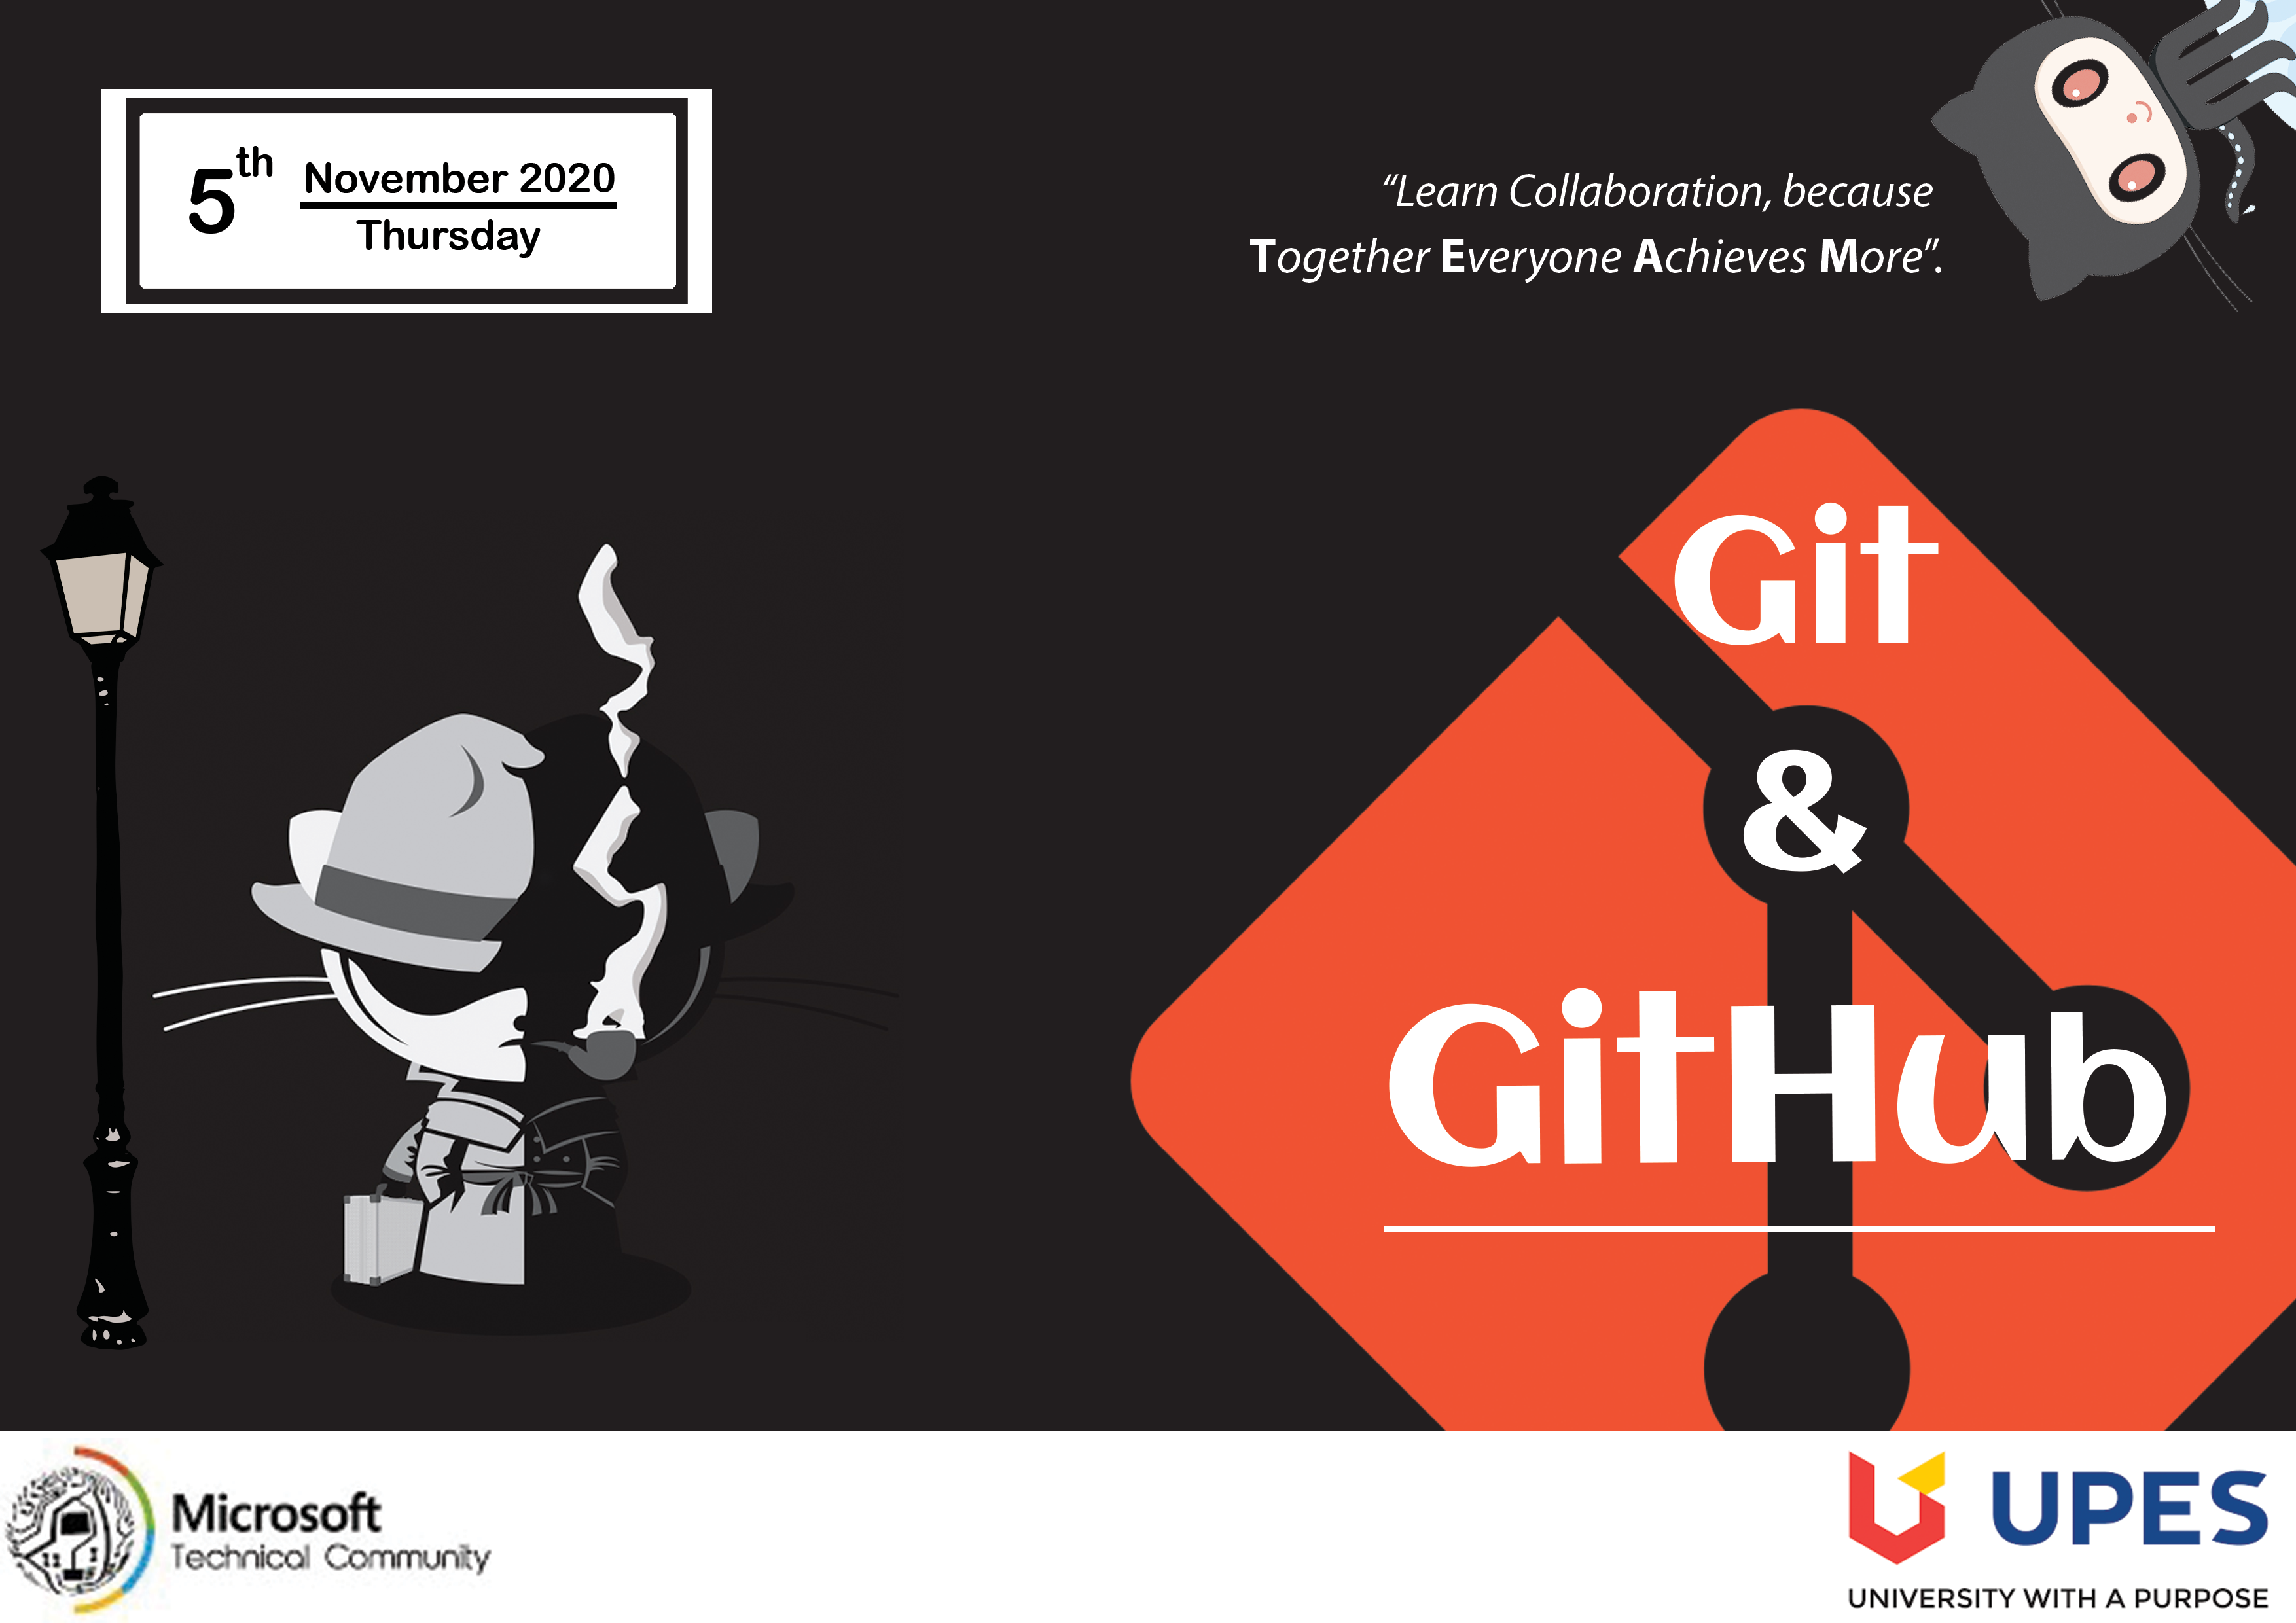 5th November 2020
Thursday
“Learn Collaboration, because
Together Everyone Achieves More”.
Git
&
GitHub
Microsoft
Technical Community
UPES
UNIVERSITY WITH A PURPOSE